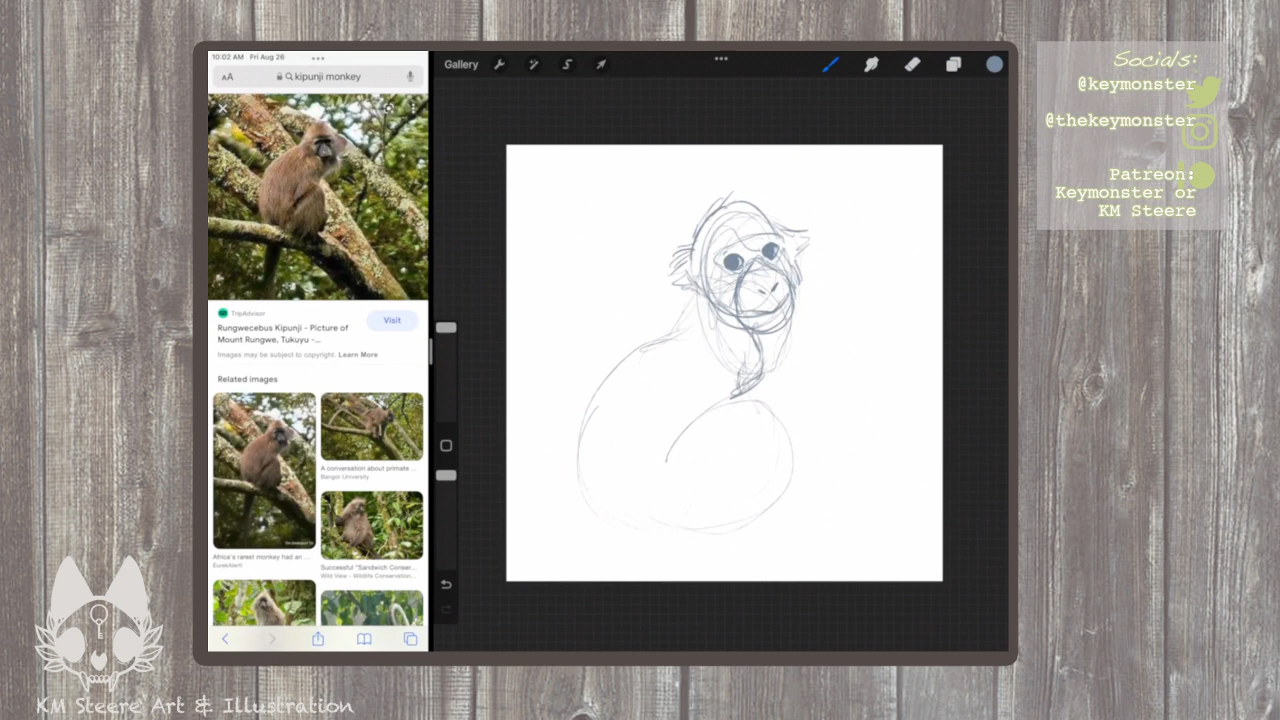 10:02 AM Fri Aug 26
AA
kipunji monkey
TripAdvisor
Rungwecebus Kipunji - Picture of
Mount Rungwe, Tukuyu -...
Visit
Images may be subject to copyright. Learn More
Related images
A conversation about primate ...
Bangor University
Africa's rarest monkey had an ...
EurekAlert!
Successful "Sandwich Conser...
Wild View - Wildlife Conservation...
Gallery
Socials:
@keymonster
@thekeymonster
Patreon:
Keymonster or
KM Steere
KM Steere Art & Illustration